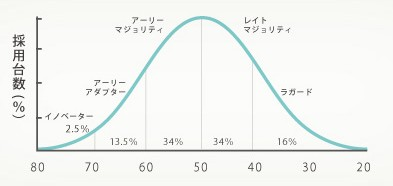 採用台数(%)
アーリー
マジョリティ
レイト
マジョリティ
アーリー
アダプター
ラガード
イノベーター
2.5%
13.5%
34%
34%
16%
80
70
60
50
40
30
20